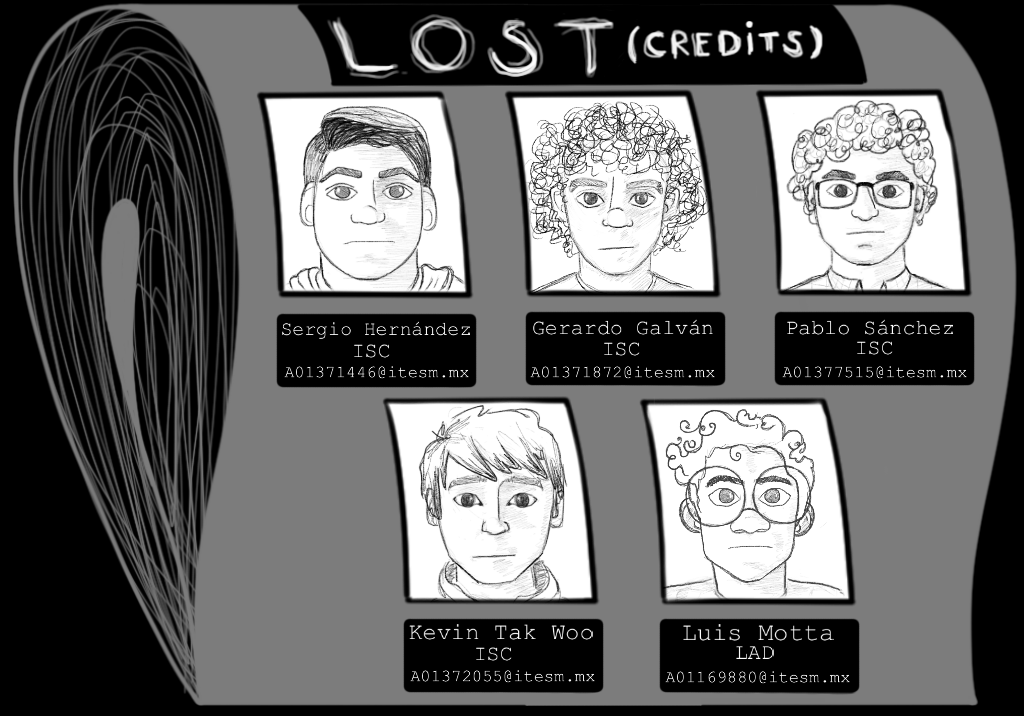 LOST (CREDITS)
Sergio Hernández
ISC
A01371446@itesm.mx
Gerardo Galván
ISC
A01371872@itesm.mx
Pablo Sánchez
ISC
A01377515@itesm.mx
Kevin Tak Woo
ISC
A01372055@itesm.mx
Luis Motta
LAD
A01169880@itesm.mx